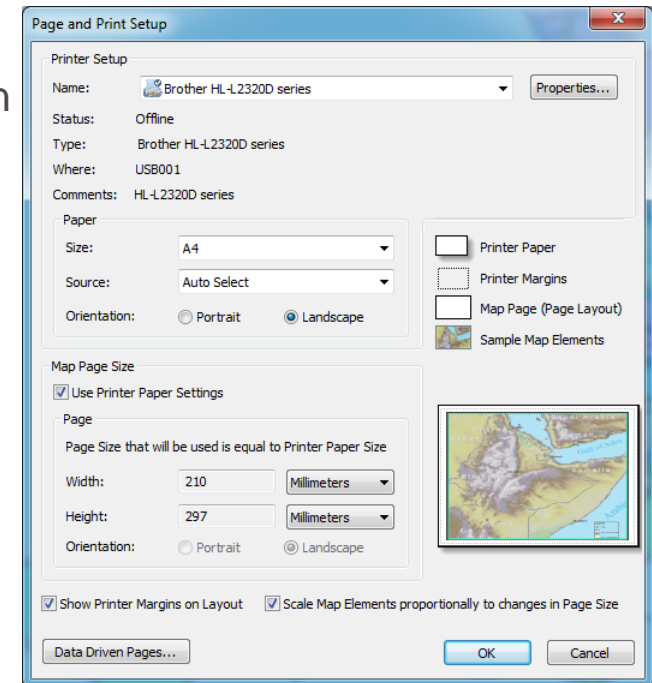 Page and Print Setup
n
Printer Setup
Name: Brother HL-L2320D series Properties...
Status: Offline
Type: Brother HL-L2320D series
Where: USB001
Comments: HL-L2320D series
Paper
Size: A4
Source: Auto Select
Orientation: Portrait Landscape
Printer Paper
Printer Margins
Map Page (Page Layout)
Sample Map Elements
Map Page Size
Use Printer Paper Settings
Page
Page Size that will be used is equal to Printer Paper Size
Width: 210 Millimeters
Height: 297 Millimeters
Orientation: Portrait Landscape
Show Printer Margins on Layout Scale Map Elements proportionally to changes in Page Size
Data Driven Pages... OK Cancel